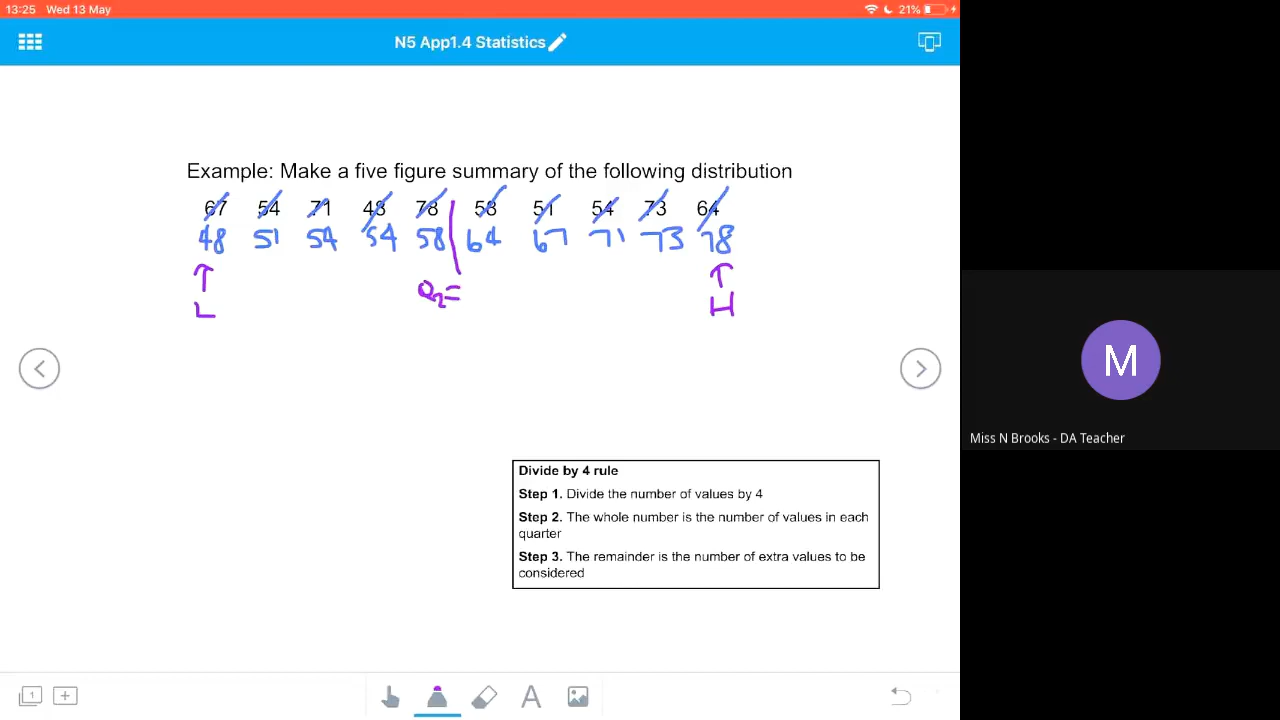 13:25 Wed 13 May 21%
N5 App1.4 Statistics
Example: Make a five figure summary of the following distribution
67 54 71 48 78 58 51 54 73 64
48 51 54 54 58 64 67 71 73 78
Q2=
L H
M
Miss N Brooks - DA Teacher
Divide by 4 rule
Step 1. Divide the number of values by 4
Step 2. The whole number is the number of values in each
quarter
Step 3. The remainder is the number of extra values to be
considered
1
A